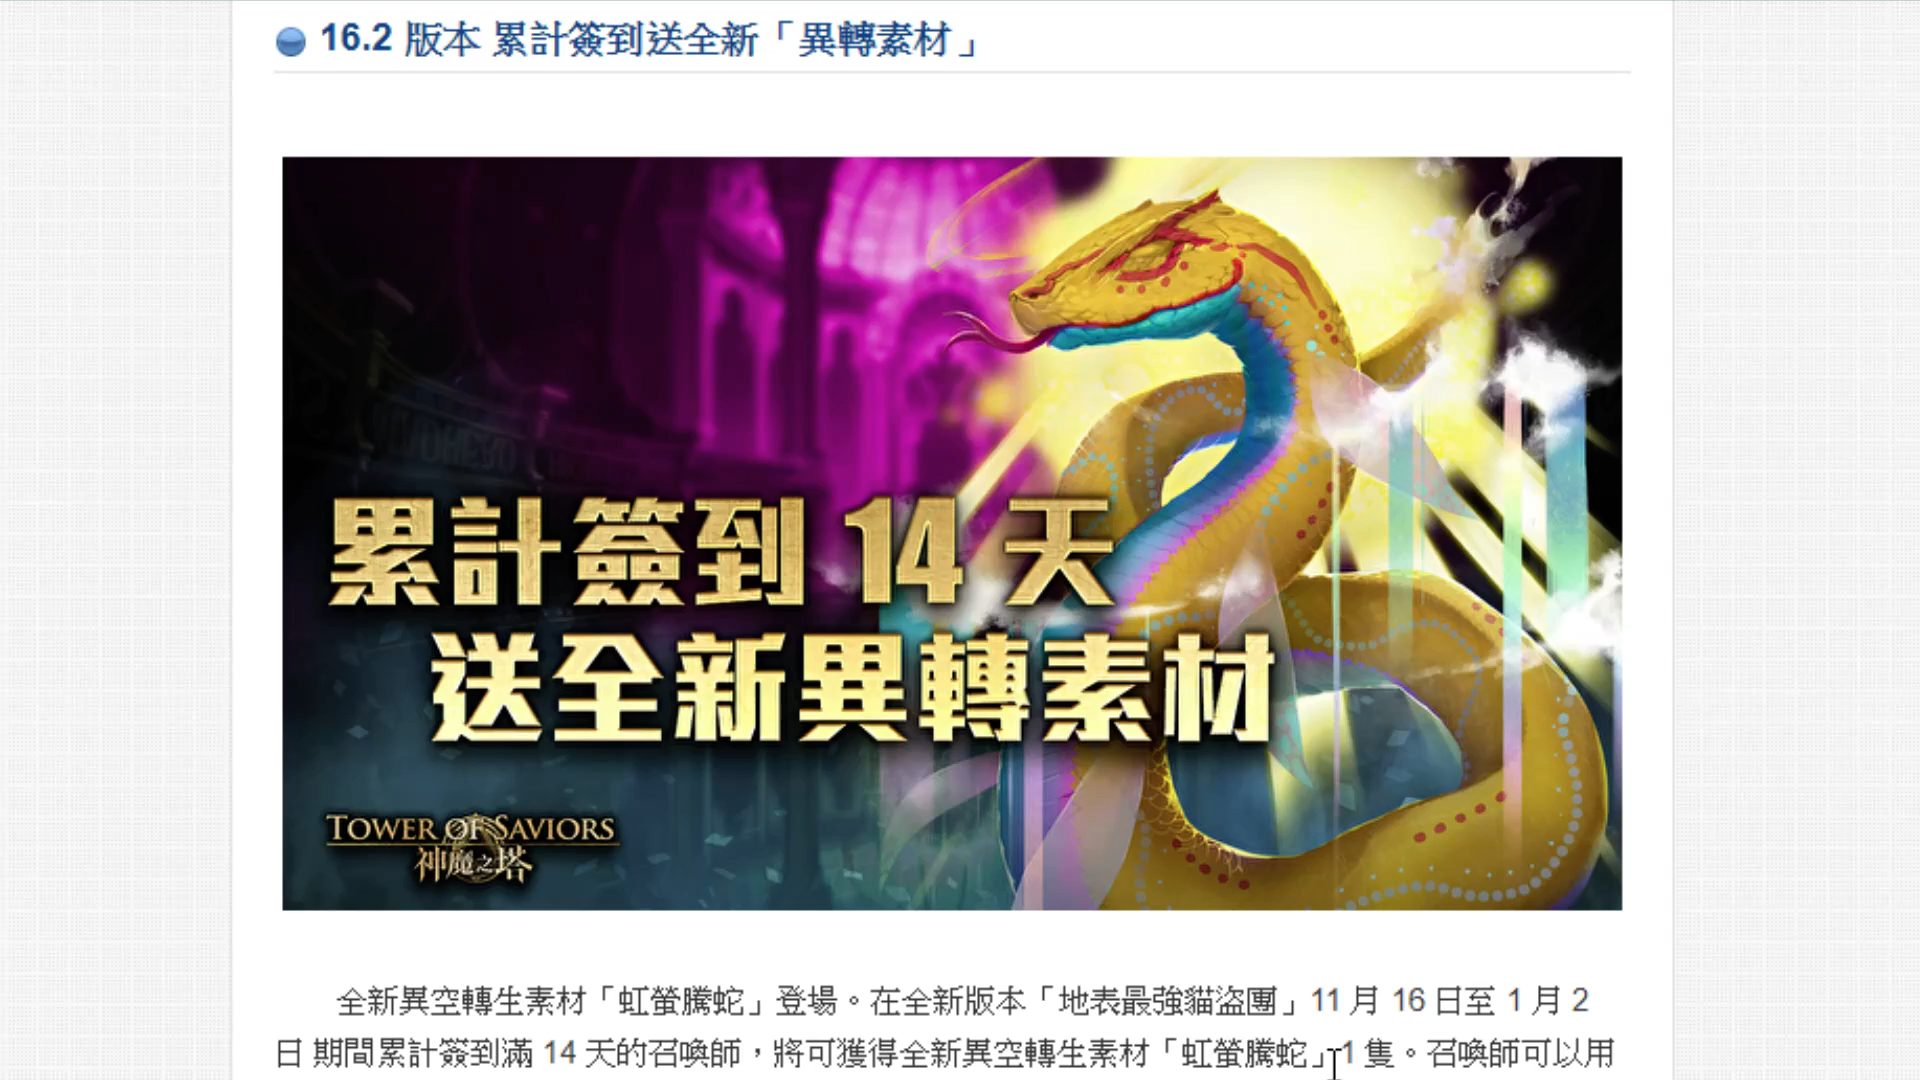 16.2 版本 累計簽到送全新「異轉素材」
累計簽到 14 天
送全新異轉素材
TOWER OF SAVIORS
神魔之塔
全新異空轉生素材「虹螢騰蛇」登場。在全新版本「地表最強貓盜團」11 月 16 日至 1 月 2
日 期間累計簽到滿 14 天的召喚師，將可獲得全新異空轉生素材「虹螢騰蛇」1 隻。召喚師可以用